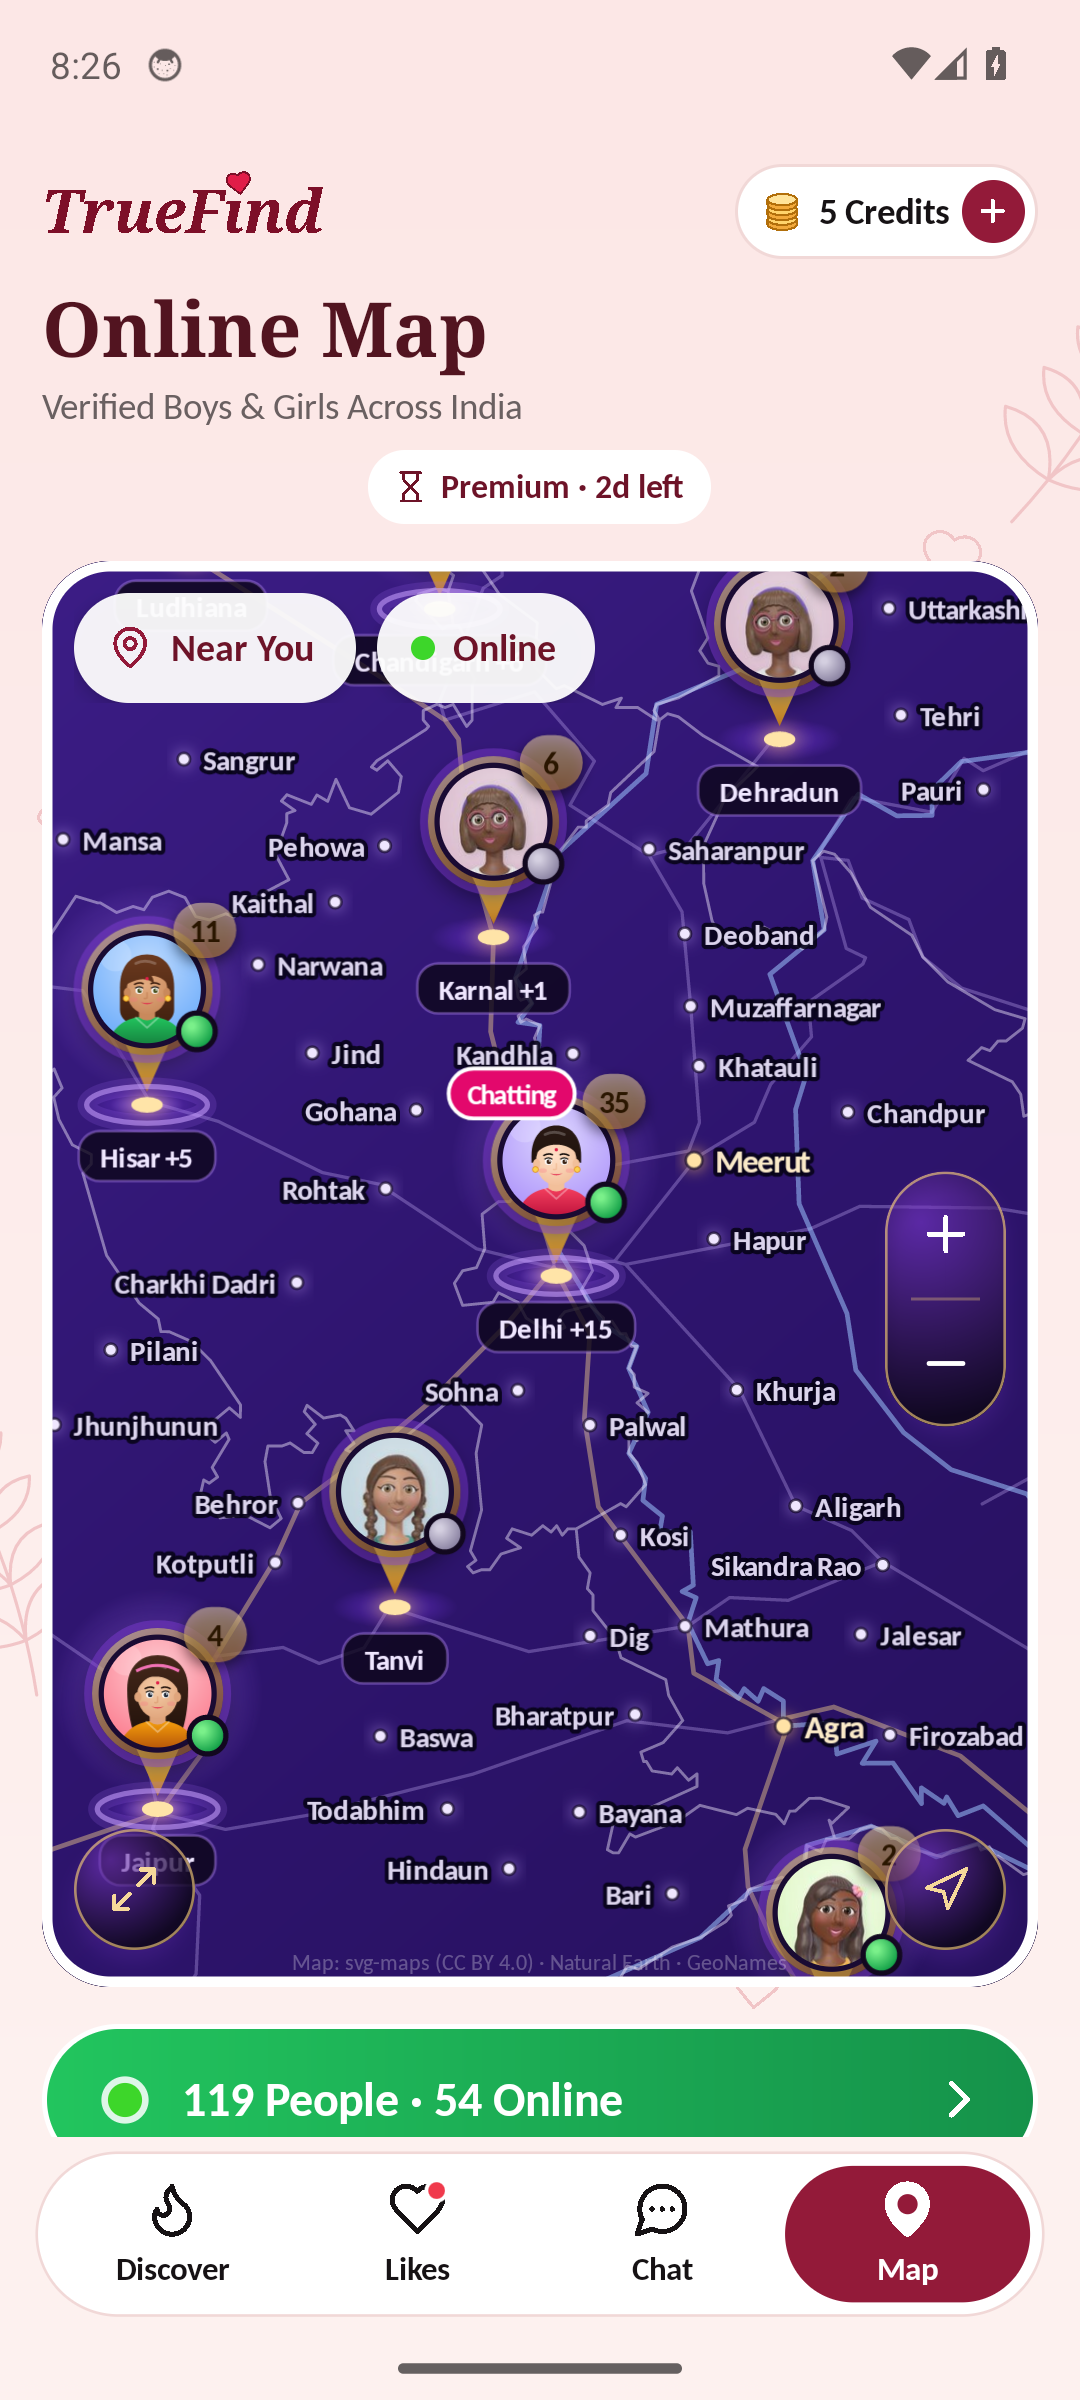 8:26
TrueFind
5 Credits
Online Map
Verified Boys & Girls Across India
Premium · 2d left
Ludhiana
Near You
Online
Uttarkashi
Tehri
Sangrur
6
Dehradun
Pauri
Mansa
Pehowa
Saharanpur
Kaithal
11
Deoband
Narwana
Karnal +1
Muzaffarnagar
Jind
Kandhla
Khatauli
Chatting
35
Gohana
Chandpur
Hisar +5
Meerut
Rohtak
Hapur
Charkhi Dadri
Delhi +15
Pilani
Sohna
Khurja
Jhunjhunun
Palwal
Behror
Aligarh
Kosi
Kotputli
Sikandra Rao
4
Dig
Mathura
Jalesar
Tanvi
Bharatpur
Agra
Firozabad
Baswa
Todabhim
Bayana
2
Jaipur
Hindaun
Bari
Map: svg-maps (CC BY 4.0) · Natural Earth · GeoNames
119 People · 54 Online
Discover
Likes
Chat
Map